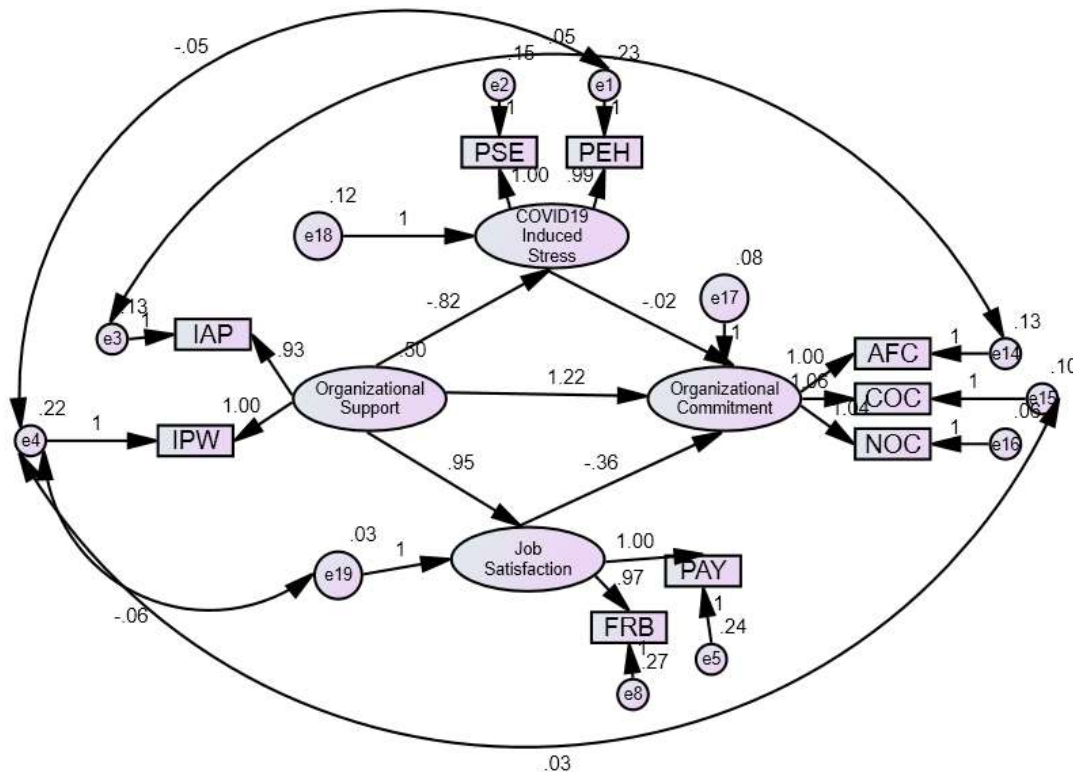 -.05
.05
.15
.23
e2
e1
1
1
PSE
PEH
1.00
.99
.12
e18
1
COVID19
Induced
Stress
.08
e17
-.82
-.02
1
.13
e3
1
IAP
.93
.50
1.00
AFC
1
.13
e14
Organizational
Support
1.22
Organizational
Commitment
1.06
COC
1
.10
e15
.22
e4
1
1.00
IPW
1.04
NOC
1
.06
e16
.95
-.36
.03
e19
1
Job
Satisfaction
1.00
PAY
.97
1
FRB
.24
e5
-.06
1
.27
e8
.03